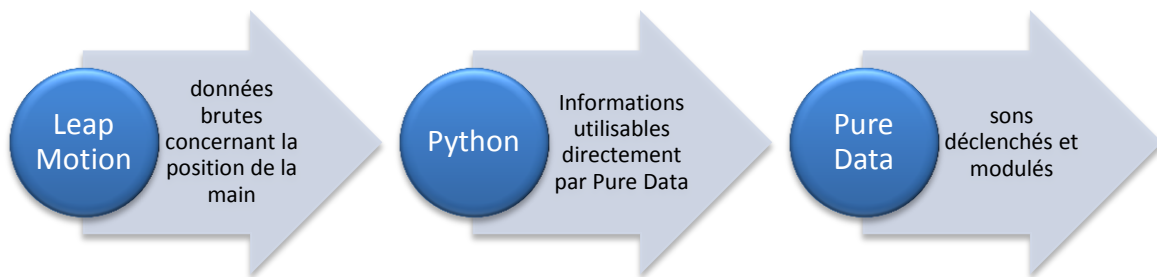 Leap
Motion
données
brutes
concernant la
position de la
main
Python
Informations
utilisables
directement
par Pure Data
Pure
Data
sons
déclenchés et
modulés